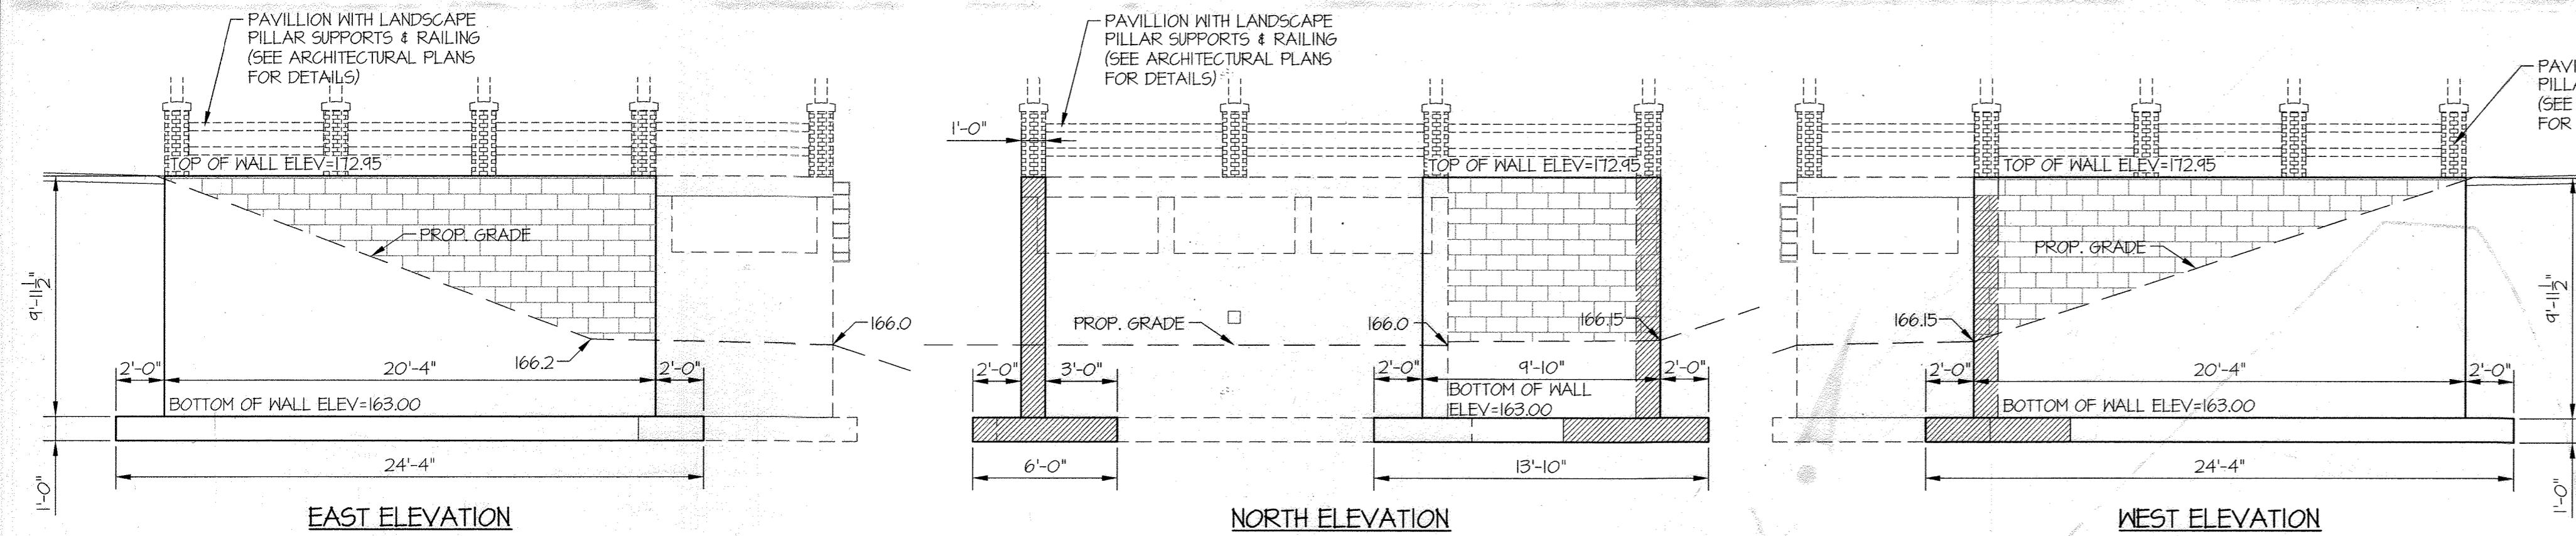 PAVILLION WITH LANDSCAPE
PILLAR SUPPORTS & RAILING
(SEE ARCHITECTURAL PLANS
FOR DETAILS)
TOP OF WALL ELEV=172.95
PROP. GRADE
166.0
166.2
9'-11 1/2"
2'-0"
20'-4"
2'-0"
BOTTOM OF WALL ELEV=163.00
24'-4"
1'-0"
EAST ELEVATION
PAVILLION WITH LANDSCAPE
PILLAR SUPPORTS & RAILING
(SEE ARCHITECTURAL PLANS
FOR DETAILS)
1'-0"
TOP OF WALL ELEV=172.95
PROP. GRADE
166.0
166.15
2'-0"
3'-0"
2'-0"
9'-10"
2'-0"
BOTTOM OF WALL
ELEV=163.00
6'-0"
13'-10"
NORTH ELEVATION
PAVI
PILLA
(SEE
FOR
TOP OF WALL ELEV=172.95
PROP. GRADE
166.15
9'-11 1/2"
2'-0"
20'-4"
2'-0"
BOTTOM OF WALL ELEV=163.00
24'-4"
1'-0"
WEST ELEVATION